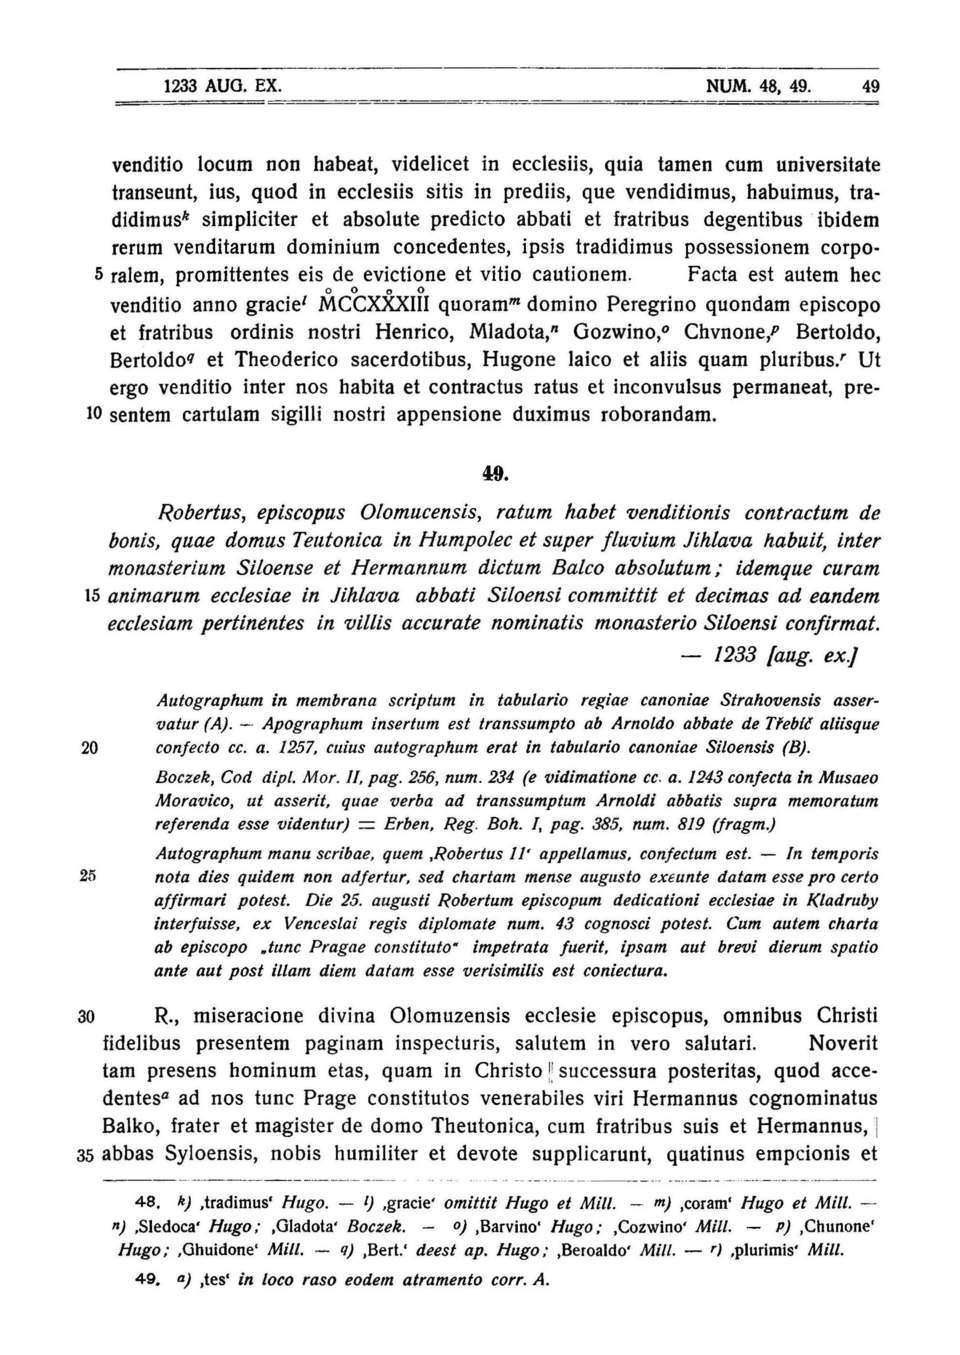 1233 AUG. EX. NUM. 48, 49. 49
venditio locum non habeat, videlicet in ecclesiis, quia tamen cum universitate
transeunt, ius, quod in ecclesiis sitis in prediis, que vendidimus, habuimus, tra-
didimusᵏ simpliciter et absolute predicto abbati et fratribus degentibus ibidem
rerum venditarum dominium concedentes, ipsis tradidimus possessionem corpo-
5 ralem, promittentes eis de evictione et vitio cautionem. Facta est autem hec
venditio anno gracieˡ M̊CC̊XX̊XIII̊ quoramᵐ domino Peregrino quondam episcopo
et fratribus ordinis nostri Henrico, Mladota,ⁿ Gozwino,ᵒ Chvnone,ᵖ Bertoldo,
Bertoldo𐞥 et Theoderico sacerdotibus, Hugone laico et aliis quam pluribus.ʳ Ut
ergo venditio inter nos habita et contractus ratus et inconvulsus permaneat, pre-
10 sentem cartulam sigilli nostri appensione duximus roborandam.
49.
Robertus, episcopus Olomucensis, ratum habet venditionis contractum de
bonis, quae domus Teutonica in Humpolec et super fluvium Jihlava habuit, inter
monasterium Siloense et Hermannum dictum Balco absolutum; idemque curam
15 animarum ecclesiae in Jihlava abbati Siloensi committit et decimas ad eandem
ecclesiam pertinentes in villis accurate nominatis monasterio Siloensi confirmat.
— 1233 [aug. ex.]
Autographum in membrana scriptum in tabulario regiae canoniae Strahovensis asser-
vatur (A). — Apographum insertum est transsumpto ab Arnoldo abbate de Třebíč aliisque
20 confecto cc. a. 1257, cuius autographum erat in tabulario canoniae Siloensis (B).
Boczek, Cod dipl. Mor. II, pag. 256, num. 234 (e vidimatione cc. a. 1243 confecta in Musaeo
Moravico, ut asserit, quae verba ad transsumptum Arnoldi abbatis supra memoratum
referenda esse videntur) = Erben, Reg. Boh. I, pag. 385, num. 819 (fragm.)
Autographum manu scribae, quem ‚Robertus II‘ appellamus, confectum est. — In temporis
25 nota dies quidem non adfertur, sed chartam mense augusto exeunte datam esse pro certo
affirmari potest. Die 25. augusti Robertum episcopum dedicationi ecclesiae in Kladruby
interfuisse, ex Venceslai regis diplomate num. 43 cognosci potest. Cum autem charta
ab episcopo „tunc Pragae constituto“ impetrata fuerit, ipsam aut brevi dierum spatio
ante aut post illam diem datam esse verisimilis est coniectura.
30 R., miseracione divina Olomuzensis ecclesie episcopus, omnibus Christi
fidelibus presentem paginam inspecturis, salutem in vero salutari. Noverit
tam presens hominum etas, quam in Christo || successura posteritas, quod acce-
dentesᵃ ad nos tunc Prage constitutos venerabiles viri Hermannus cognominatus
Balko, frater et magister de domo Theutonica, cum fratribus suis et Hermannus, |
35 abbas Syloensis, nobis humiliter et devote supplicarunt, quatinus empcionis et
48. k) ‚tradimus‘ Hugo. — l) ‚gracie‘ omittit Hugo et Mill. — m) ‚coram‘ Hugo et Mill. —
n) ‚Sledoca‘ Hugo; ‚Gladota‘ Boczek. — o) ‚Barvino‘ Hugo; ‚Cozwino‘ Mill. — p) ‚Chunone‘
Hugo; ‚Ghuidone‘ Mill. — q) ‚Bert.‘ deest ap. Hugo; ‚Beroaldo‘ Mill. — r) ‚plurimis‘ Mill.
49. a) ‚tes‘ in loco raso eodem atramento corr. A.